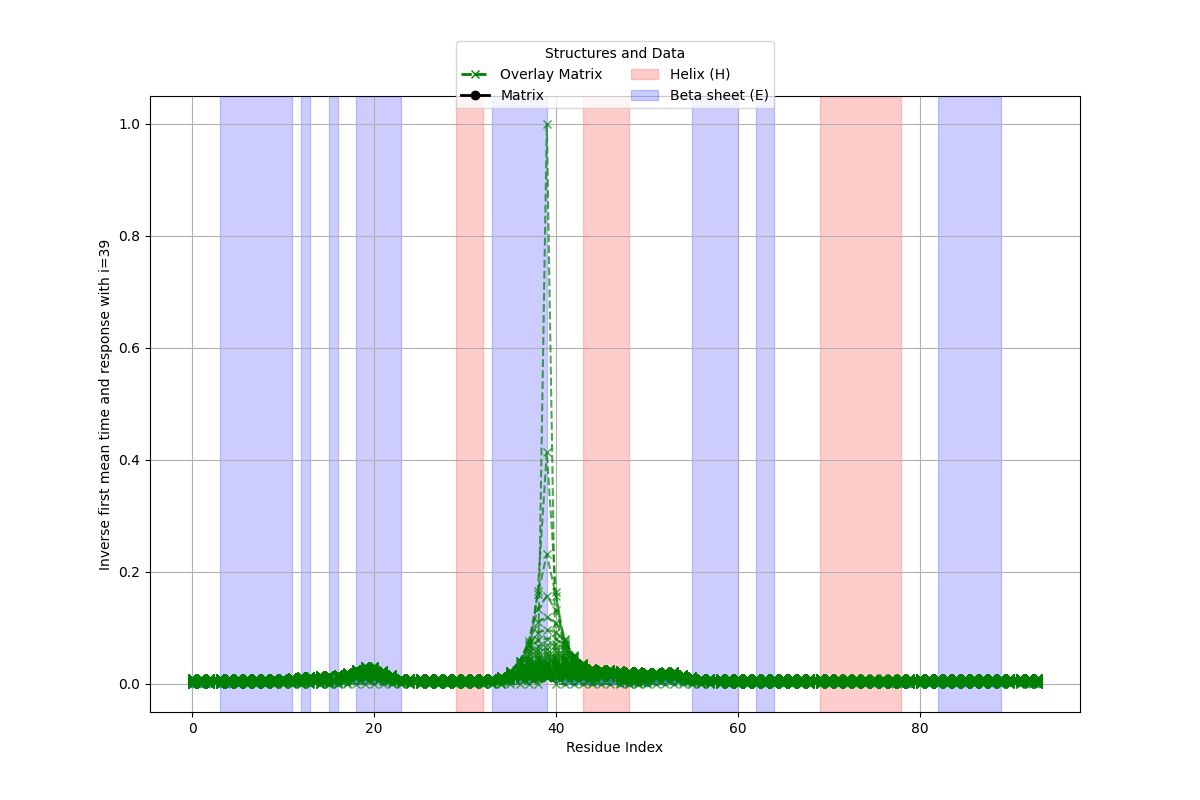 Structures and Data
Overlay Matrix
Matrix
Helix (H)
Beta sheet (E)
Inverse first mean time and response with i=39
1.0
0.8
0.6
0.4
0.2
0.0
0 20 40 60 80
Residue Index